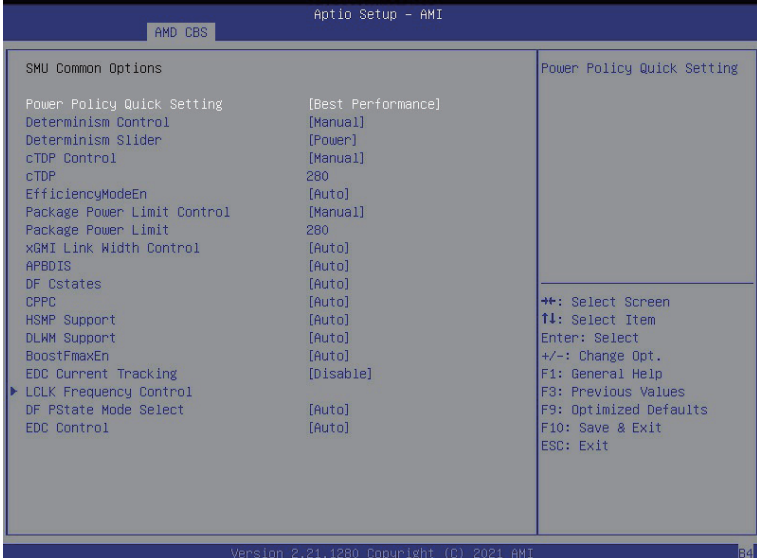 Aptio Setup – AMI
AMD CBS
SMU Common Options
Power Policy Quick Setting [Best Performance]
Determinism Control [Manual]
Determinism Slider [Power]
cTDP Control [Manual]
cTDP 280
EfficiencyModeEn [Auto]
Package Power Limit Control [Manual]
Package Power Limit 280
xGMI Link Width Control [Auto]
APBDIS [Auto]
DF Cstates [Auto]
CPPC [Auto]
HSMP Support [Auto]
DLWM Support [Auto]
BoostFmaxEn [Auto]
EDC Current Tracking [Disable]
LCLK Frequency Control
DF PState Mode Select [Auto]
EDC Control [Auto]
Power Policy Quick Setting
→←: Select Screen
↑↓: Select Item
Enter: Select
+/-: Change Opt.
F1: General Help
F3: Previous Values
F9: Optimized Defaults
F10: Save & Exit
ESC: Exit
Version 2.21.1280 Copyright (C) 2021 AMI
B4